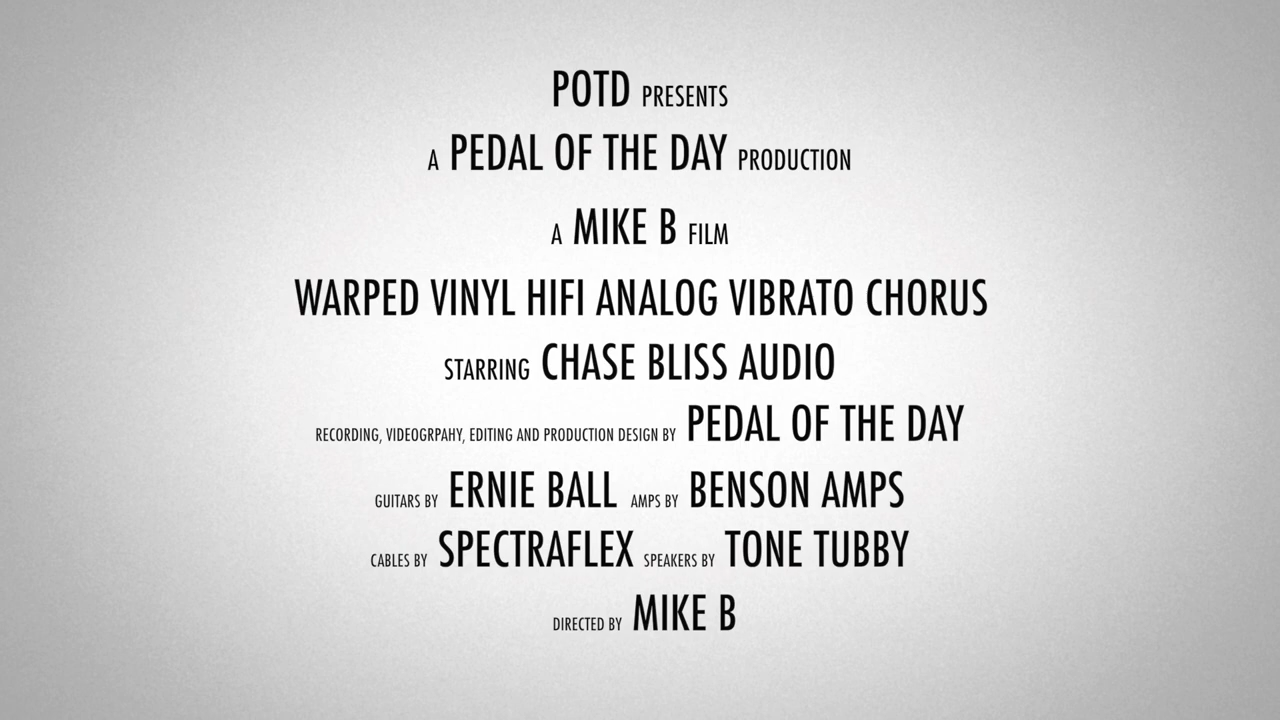 POTD PRESENTS
A PEDAL OF THE DAY PRODUCTION
A MIKE B FILM
WARPED VINYL HIFI ANALOG VIBRATO CHORUS
STARRING CHASE BLISS AUDIO
RECORDING, VIDEOGRPAHY, EDITING AND PRODUCTION DESIGN BY PEDAL OF THE DAY
GUITARS BY ERNIE BALL AMPS BY BENSON AMPS
CABLES BY SPECTRAFLEX SPEAKERS BY TONE TUBBY
DIRECTED BY MIKE B